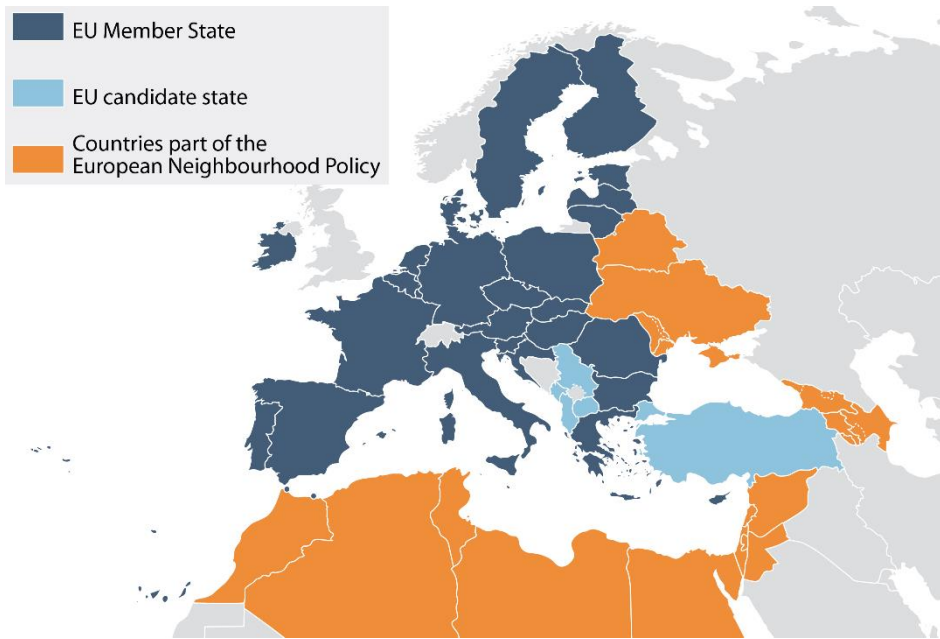 EU Member State
EU candidate state
Countries part of the
European Neighbourhood Policy